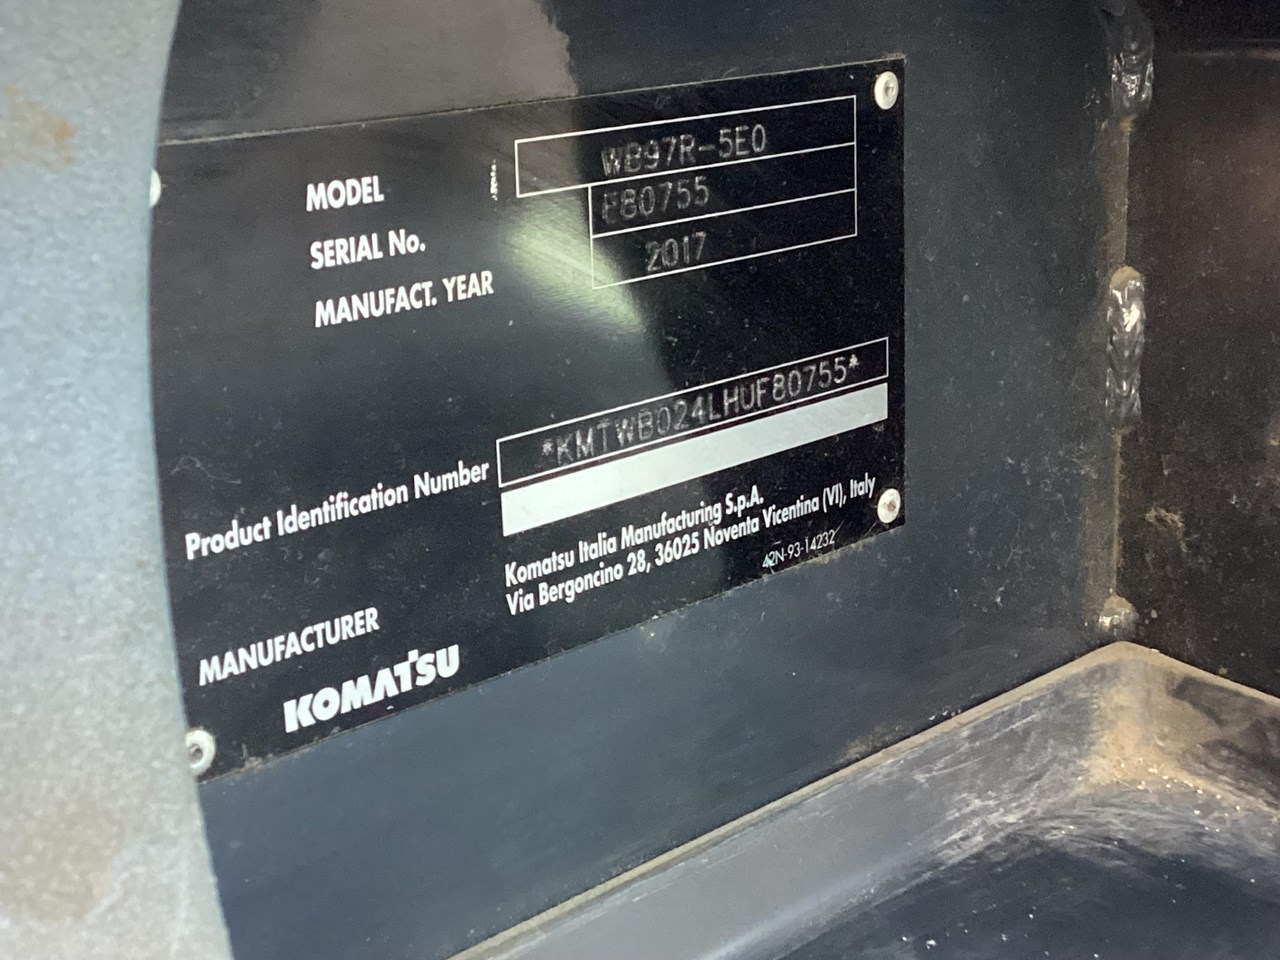 MODEL WB97R-5E0
SERIAL No. F80755
MANUFACT. YEAR 2017
Product Identification Number *KMTWB024LHUF80755*
MANUFACTURER
Komatsu Italia Manufacturing S.p.A.
Via Bergoncino 28, 36025 Noventa Vicentina (VI), Italy
42N-93-14232
KOMATSU